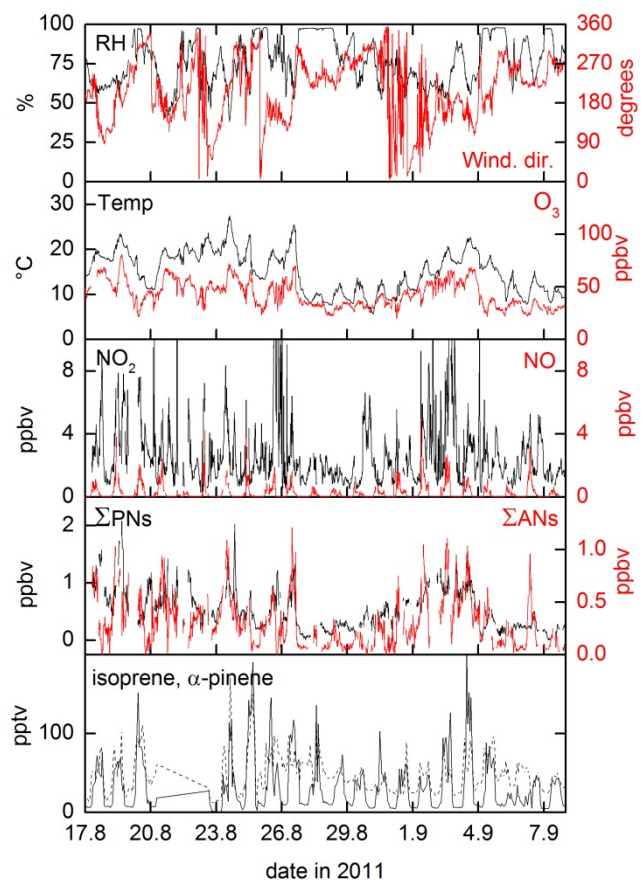 100
75
50
25
0
%
RH
Wind. dir.
360
270
180
90
0
degrees
30
20
10
0
°C
Temp
O₃
100
50
0
ppbv
8
4
0
ppbv
NO₂
NO
8
4
0
ppbv
2
1
0
ppbv
ΣPNs
ΣANs
1.0
0.5
0.0
ppbv
isoprene, α-pinene
100
0
pptv
17.8 20.8 23.8 26.8 29.8 1.9 4.9 7.9
date in 2011